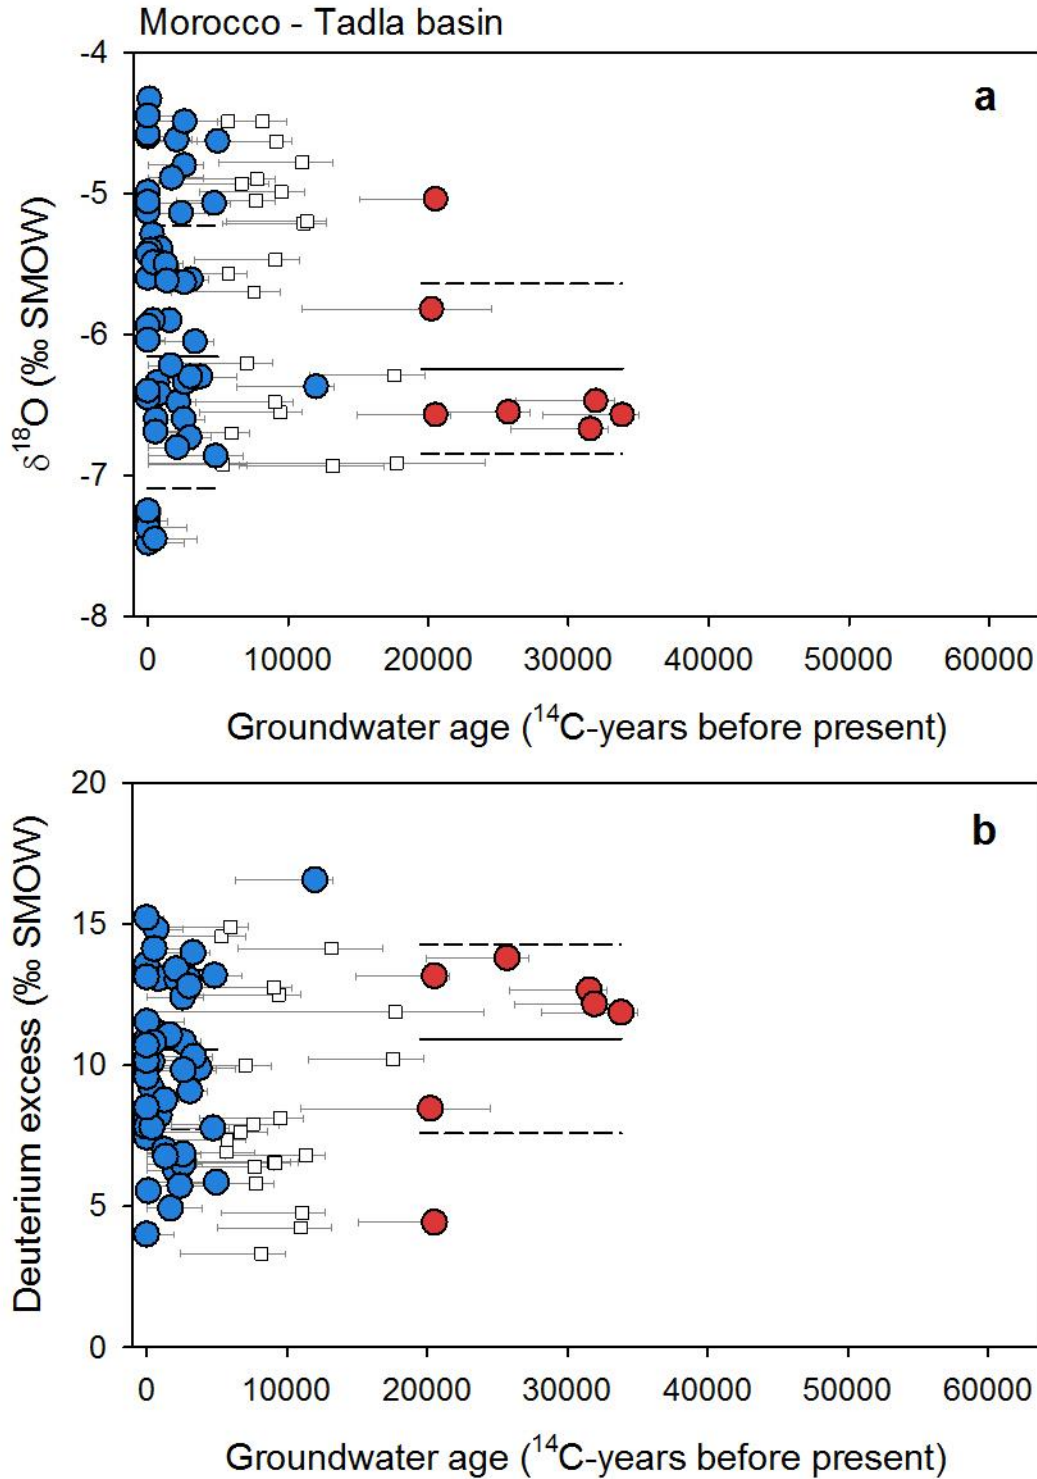 Morocco - Tadla basin
a
-4
-5
-6
-7
-8
δ¹⁸O (‰ SMOW)
0 10000 20000 30000 40000 50000 60000
Groundwater age (¹⁴C-years before present)
b
20
15
10
5
0
Deuterium excess (‰ SMOW)
0 10000 20000 30000 40000 50000 60000
Groundwater age (¹⁴C-years before present)